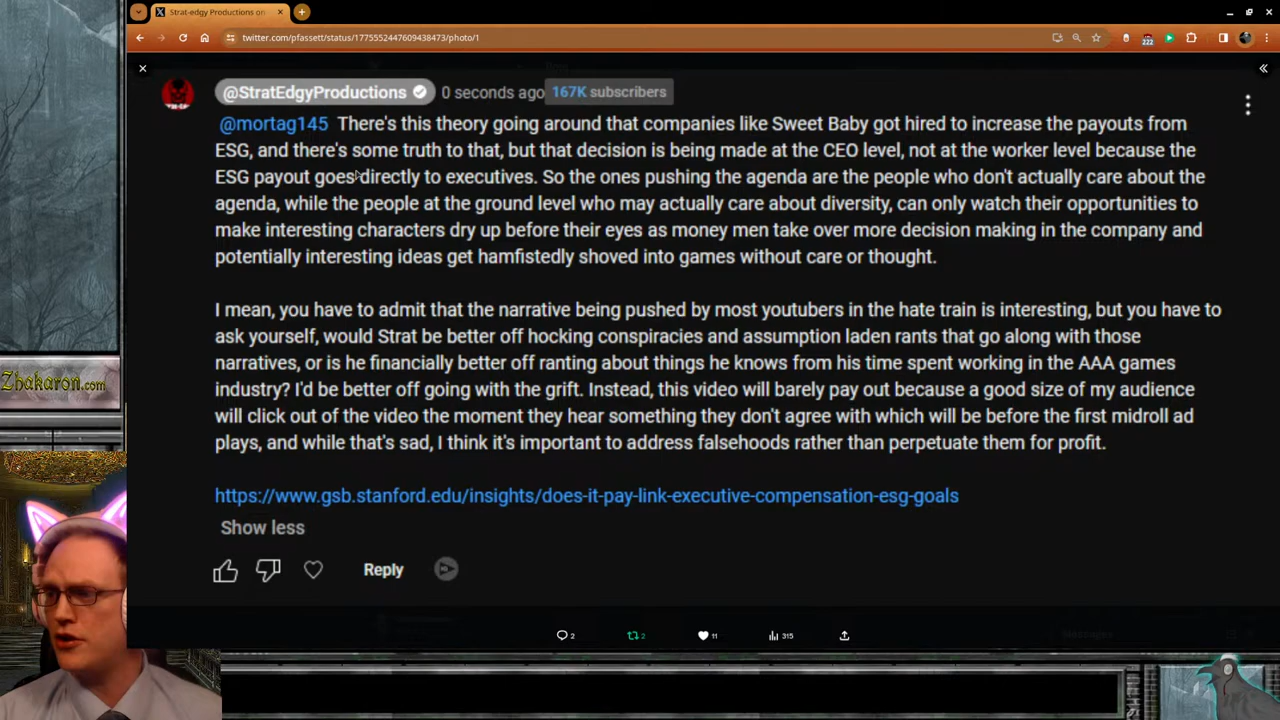 Strat-edgy Productions on
twitter.com/pfassett/status/1775552447609438473/photo/1
222
@StratEdgyProductions 0 seconds ago 167K subscribers
@mortag145 There's this theory going around that companies like Sweet Baby got hired to increase the payouts from
ESG, and there's some truth to that, but that decision is being made at the CEO level, not at the worker level because the
ESG payout goes directly to executives. So the ones pushing the agenda are the people who don't actually care about the
agenda, while the people at the ground level who may actually care about diversity, can only watch their opportunities to
make interesting characters dry up before their eyes as money men take over more decision making in the company and
potentially interesting ideas get hamfistedly shoved into games without care or thought.
I mean, you have to admit that the narrative being pushed by most youtubers in the hate train is interesting, but you have to
ask yourself, would Strat be better off hocking conspiracies and assumption laden rants that go along with those
narratives, or is he financially better off ranting about things he knows from his time spent working in the AAA games
industry? I'd be better off going with the grift. Instead, this video will barely pay out because a good size of my audience
will click out of the video the moment they hear something they don't agree with which will be before the first midroll ad
plays, and while that's sad, I think it's important to address falsehoods rather than perpetuate them for profit.
https://www.gsb.stanford.edu/insights/does-it-pay-link-executive-compensation-esg-goals
Show less
Reply
2 2 11 315
Zhakaron.com